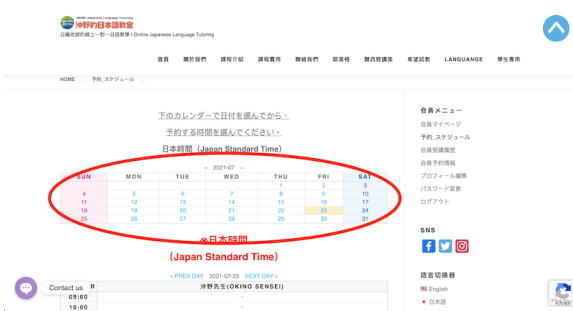 OKINO Japanese Language Tutoring
沖野的日本語教室
日籍老師的線上一對一日語教學 I Online Japanese Language Tutoring
首頁 關於我們 課程介紹 課程費用 聯絡我們 部落格 關西腔講座 希望試教 LANGUANGE 學生專用
HOME 予約_スケジュール
下のカレンダーで日付を選んでから、
予約する時間を選んでください。
日本時間（Japan Standard Time）
« 2021-07 »
SUN MON TUE WED THU FRI SAT
1 2 3
4 5 6 7 8 9 10
11 12 13 14 15 16 17
18 19 20 21 22 23 24
25 26 27 28 29 30 31
※日本時間
（Japan Standard Time）
« PREV DAY 2021-07-23 NEXT DAY »
R 沖野先生(OKINO SENSEI)
09:00 -
10:00 -
会員メニュー
会員マイページ
予約_スケジュール
会員受講履歴
会員予約情報
プロフィール編集
パスワード変更
ログアウト
SNS
語言切換器
English
日本語
Contact us